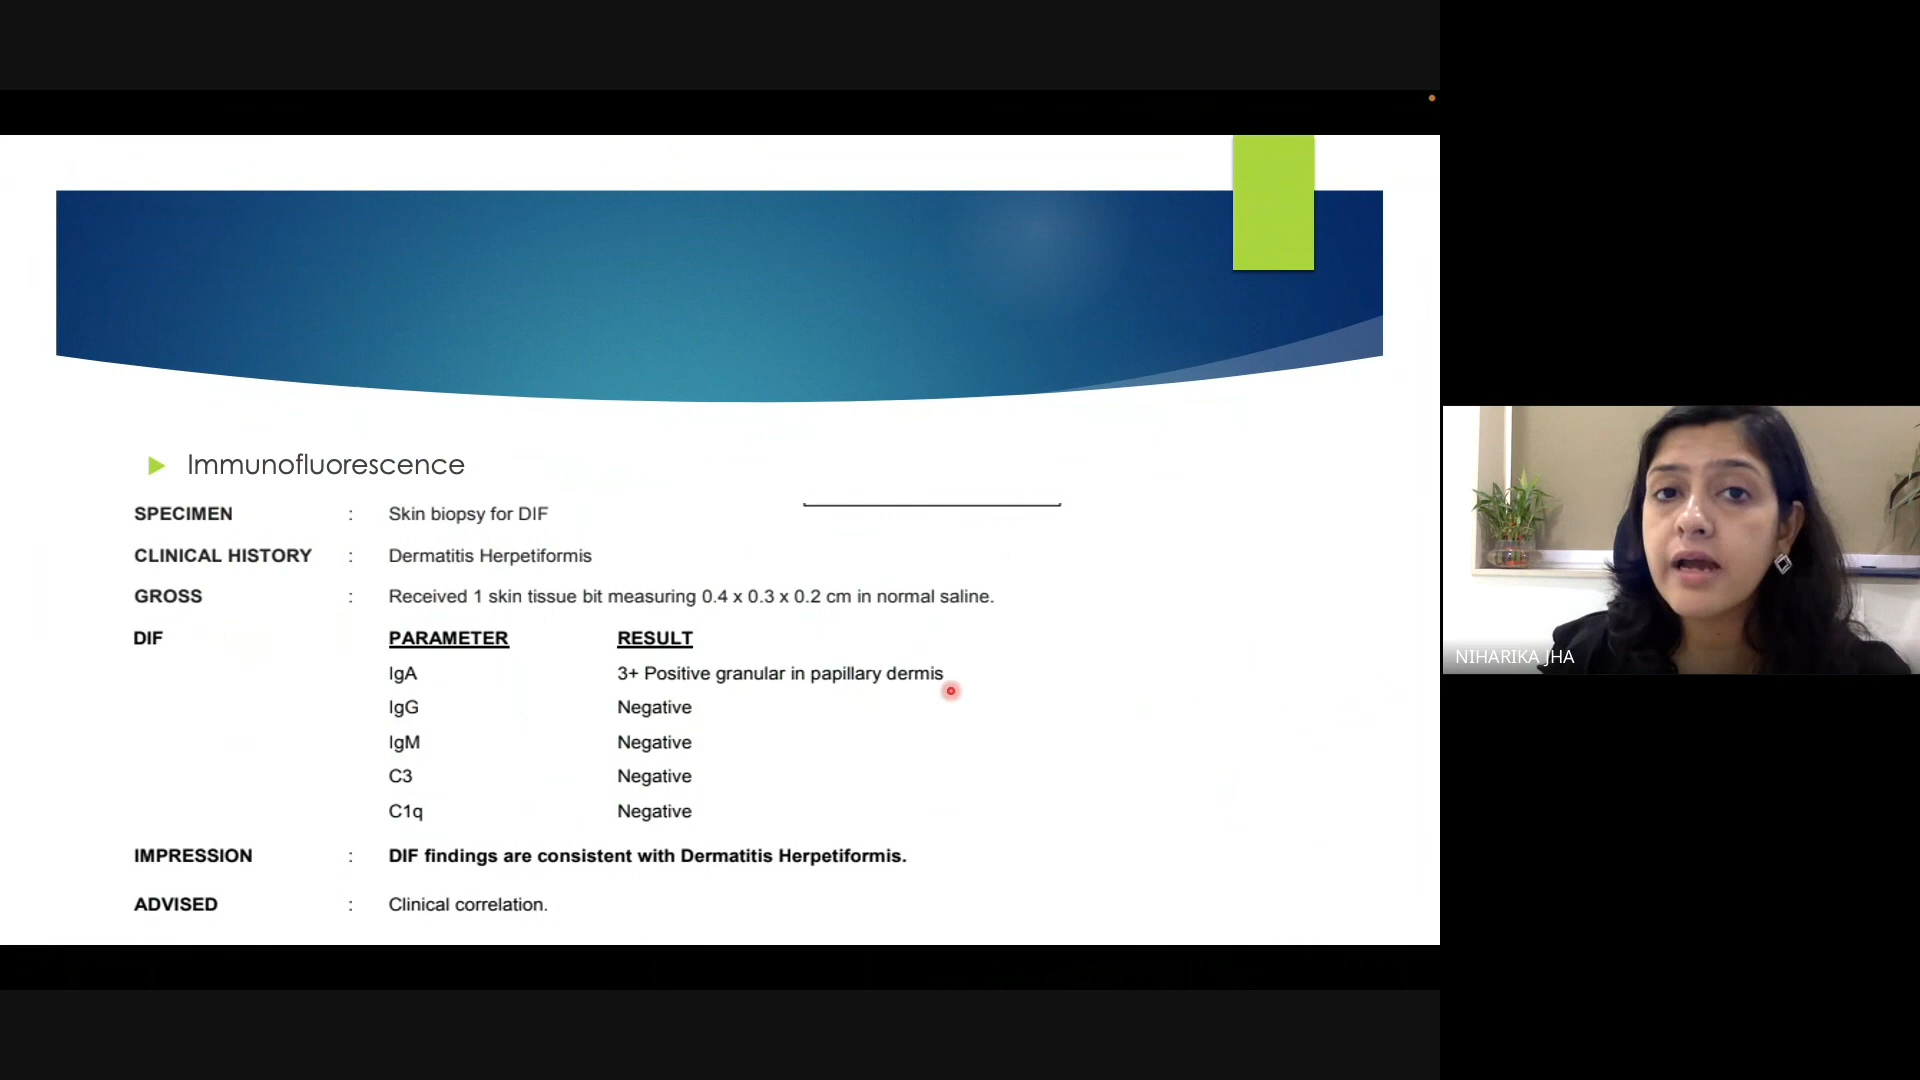 Immunofluorescence
SPECIMEN : Skin biopsy for DIF
CLINICAL HISTORY : Dermatitis Herpetiformis
GROSS : Received 1 skin tissue bit measuring 0.4 x 0.3 x 0.2 cm in normal saline.
DIF PARAMETER RESULT
IgA 3+ Positive granular in papillary dermis
IgG Negative
IgM Negative
C3 Negative
C1q Negative
IMPRESSION : DIF findings are consistent with Dermatitis Herpetiformis.
ADVISED : Clinical correlation.
NIHARIKA JHA